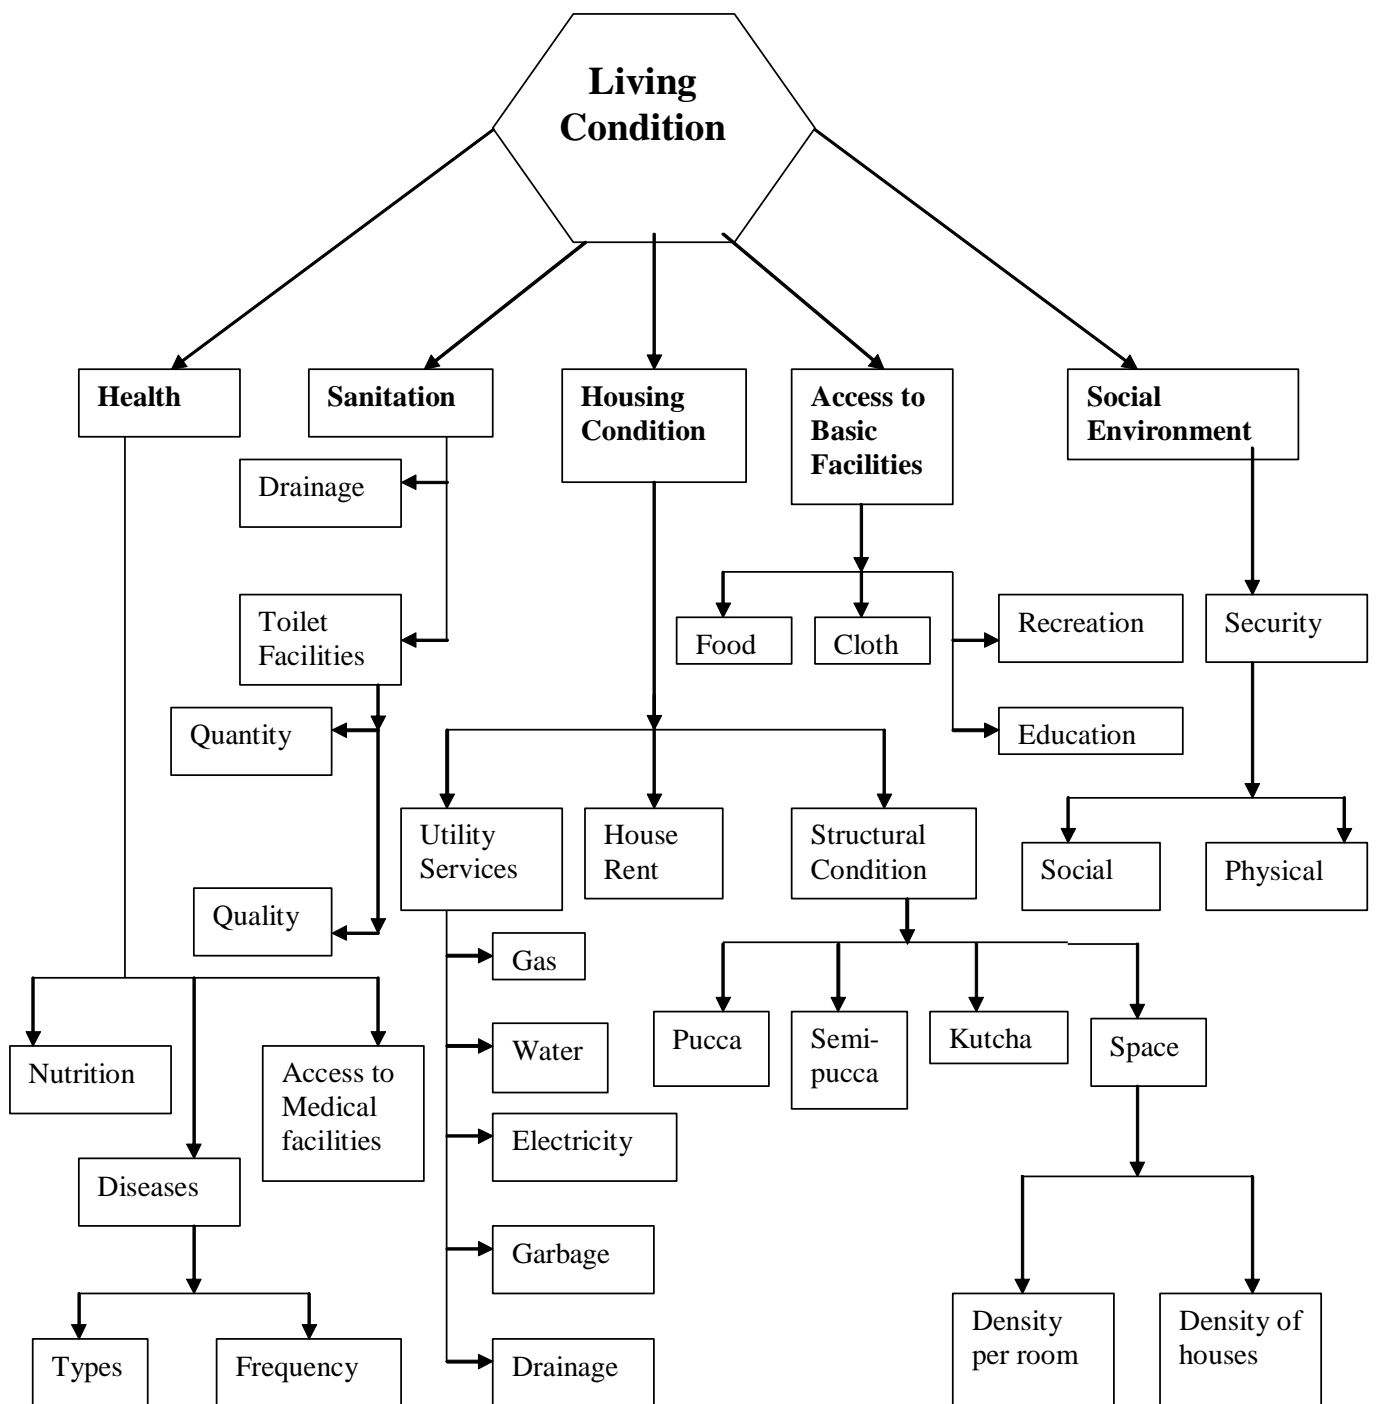 Living
Condition
Health
Sanitation
Housing
Condition
Access to
Basic
Facilities
Social
Environment
Drainage
Toilet
Facilities
Food
Cloth
Recreation
Security
Quantity
Education
Utility
Services
House
Rent
Structural
Condition
Social
Physical
Quality
Gas
Pucca
Semi-
pucca
Kutcha
Space
Nutrition
Access to
Medical
facilities
Water
Electricity
Diseases
Garbage
Density
per room
Density of
houses
Types
Frequency
Drainage